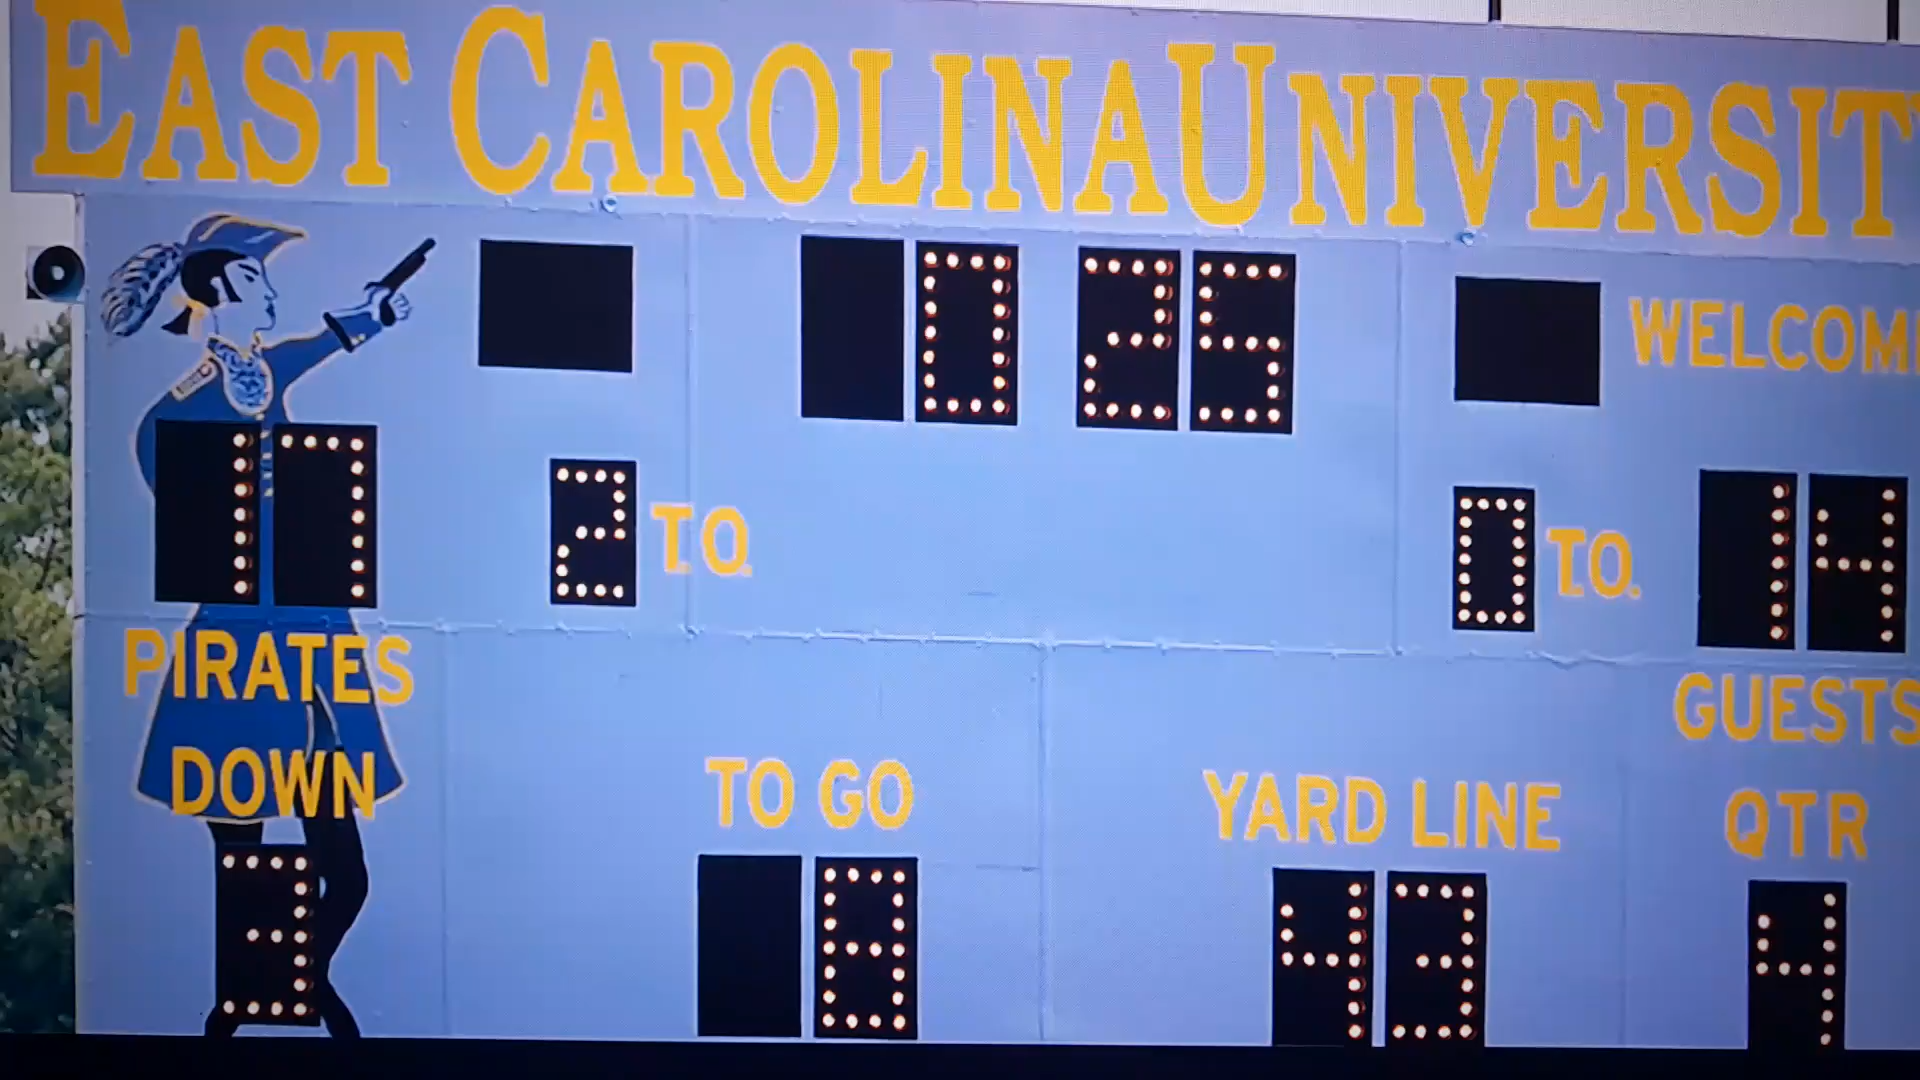 EAST CAROLINA UNIVERSIT
0 25
WELCOM
17 2 T.O. 0 T.O. 14
PIRATES GUESTS
DOWN TO GO YARD LINE QTR
3 8 43 4